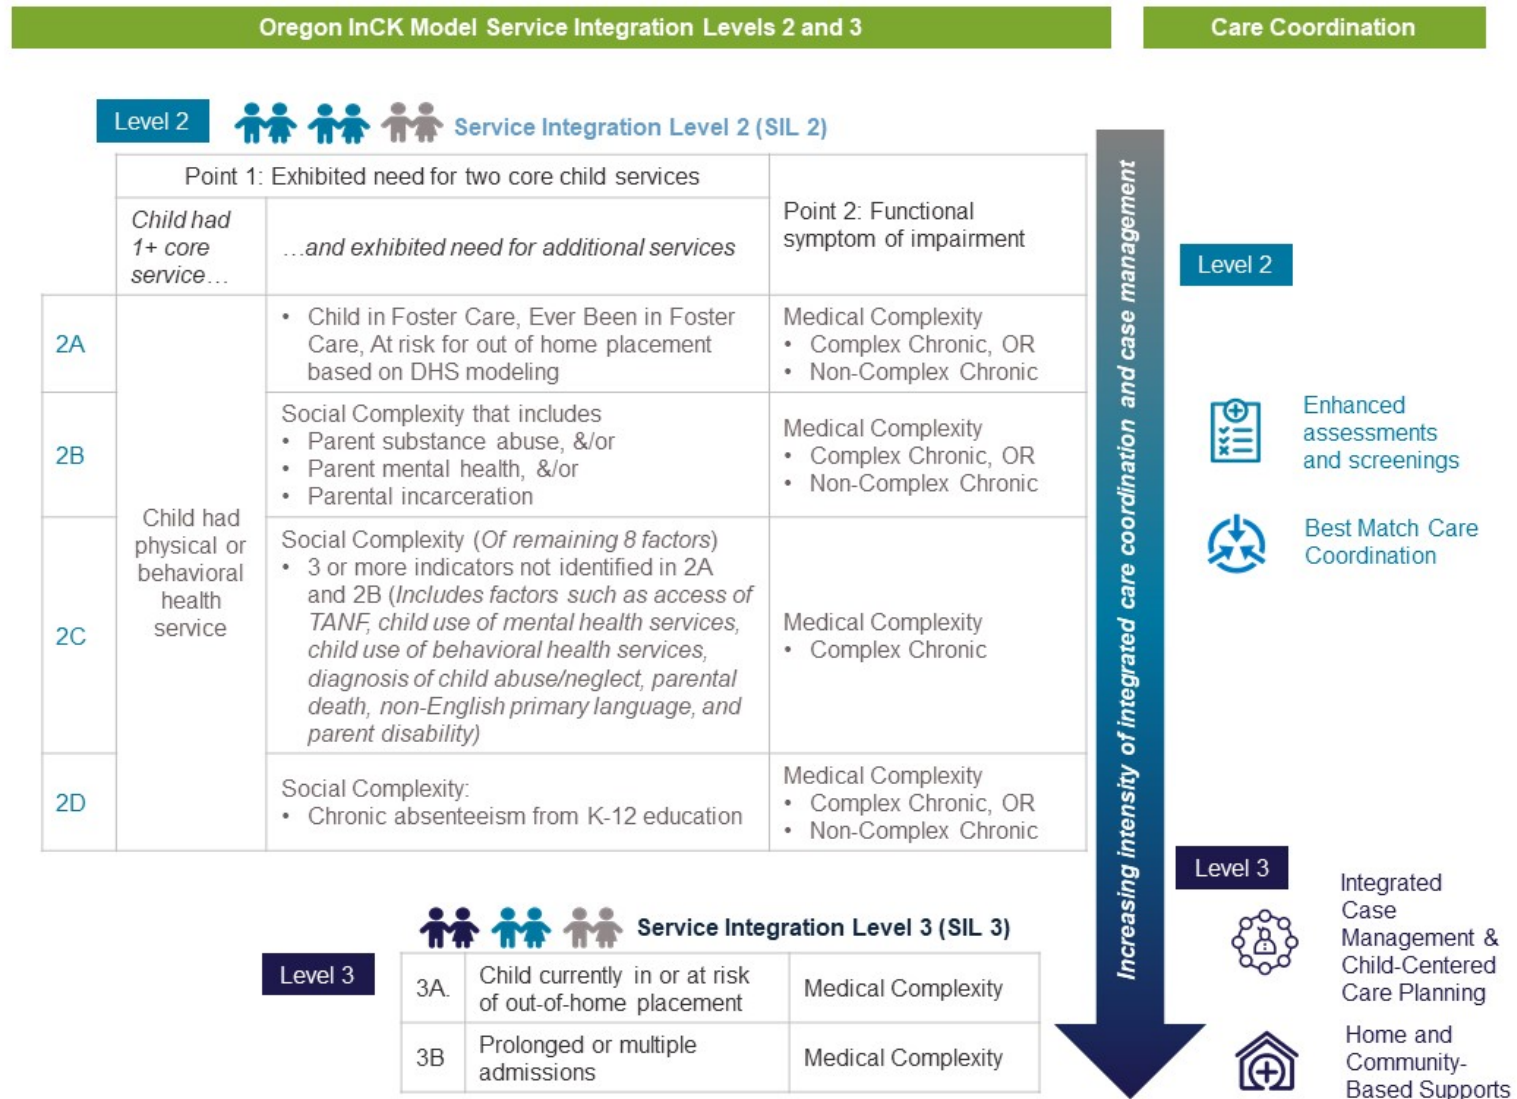 Oregon InCK Model Service Integration Levels 2 and 3
Care Coordination
Level 2
Service Integration Level 2 (SIL 2)
Point 1: Exhibited need for two core child services
Child had
1+ core
service…
…and exhibited need for additional services
Point 2: Functional
symptom of impairment
Child had
physical or
behavioral
health
service
2A
• Child in Foster Care, Ever Been in Foster
Care, At risk for out of home placement
based on DHS modeling
Medical Complexity
• Complex Chronic, OR
• Non-Complex Chronic
2B
Social Complexity that includes
• Parent substance abuse, &/or
• Parent mental health, &/or
• Parental incarceration
Medical Complexity
• Complex Chronic, OR
• Non-Complex Chronic
2C
Social Complexity (Of remaining 8 factors)
• 3 or more indicators not identified in 2A
and 2B (Includes factors such as access of
TANF, child use of mental health services,
child use of behavioral health services,
diagnosis of child abuse/neglect, parental
death, non-English primary language, and
parent disability)
Medical Complexity
• Complex Chronic
2D
Social Complexity:
• Chronic absenteeism from K-12 education
Medical Complexity
• Complex Chronic, OR
• Non-Complex Chronic
Service Integration Level 3 (SIL 3)
Level 3
3A.
Child currently in or at risk
of out-of-home placement
Medical Complexity
3B
Prolonged or multiple
admissions
Medical Complexity
Increasing intensity of integrated care coordination and case management
Level 2
Enhanced
assessments
and screenings
Best Match Care
Coordination
Level 3
Integrated
Case
Management &
Child-Centered
Care Planning
Home and
Community-
Based Supports